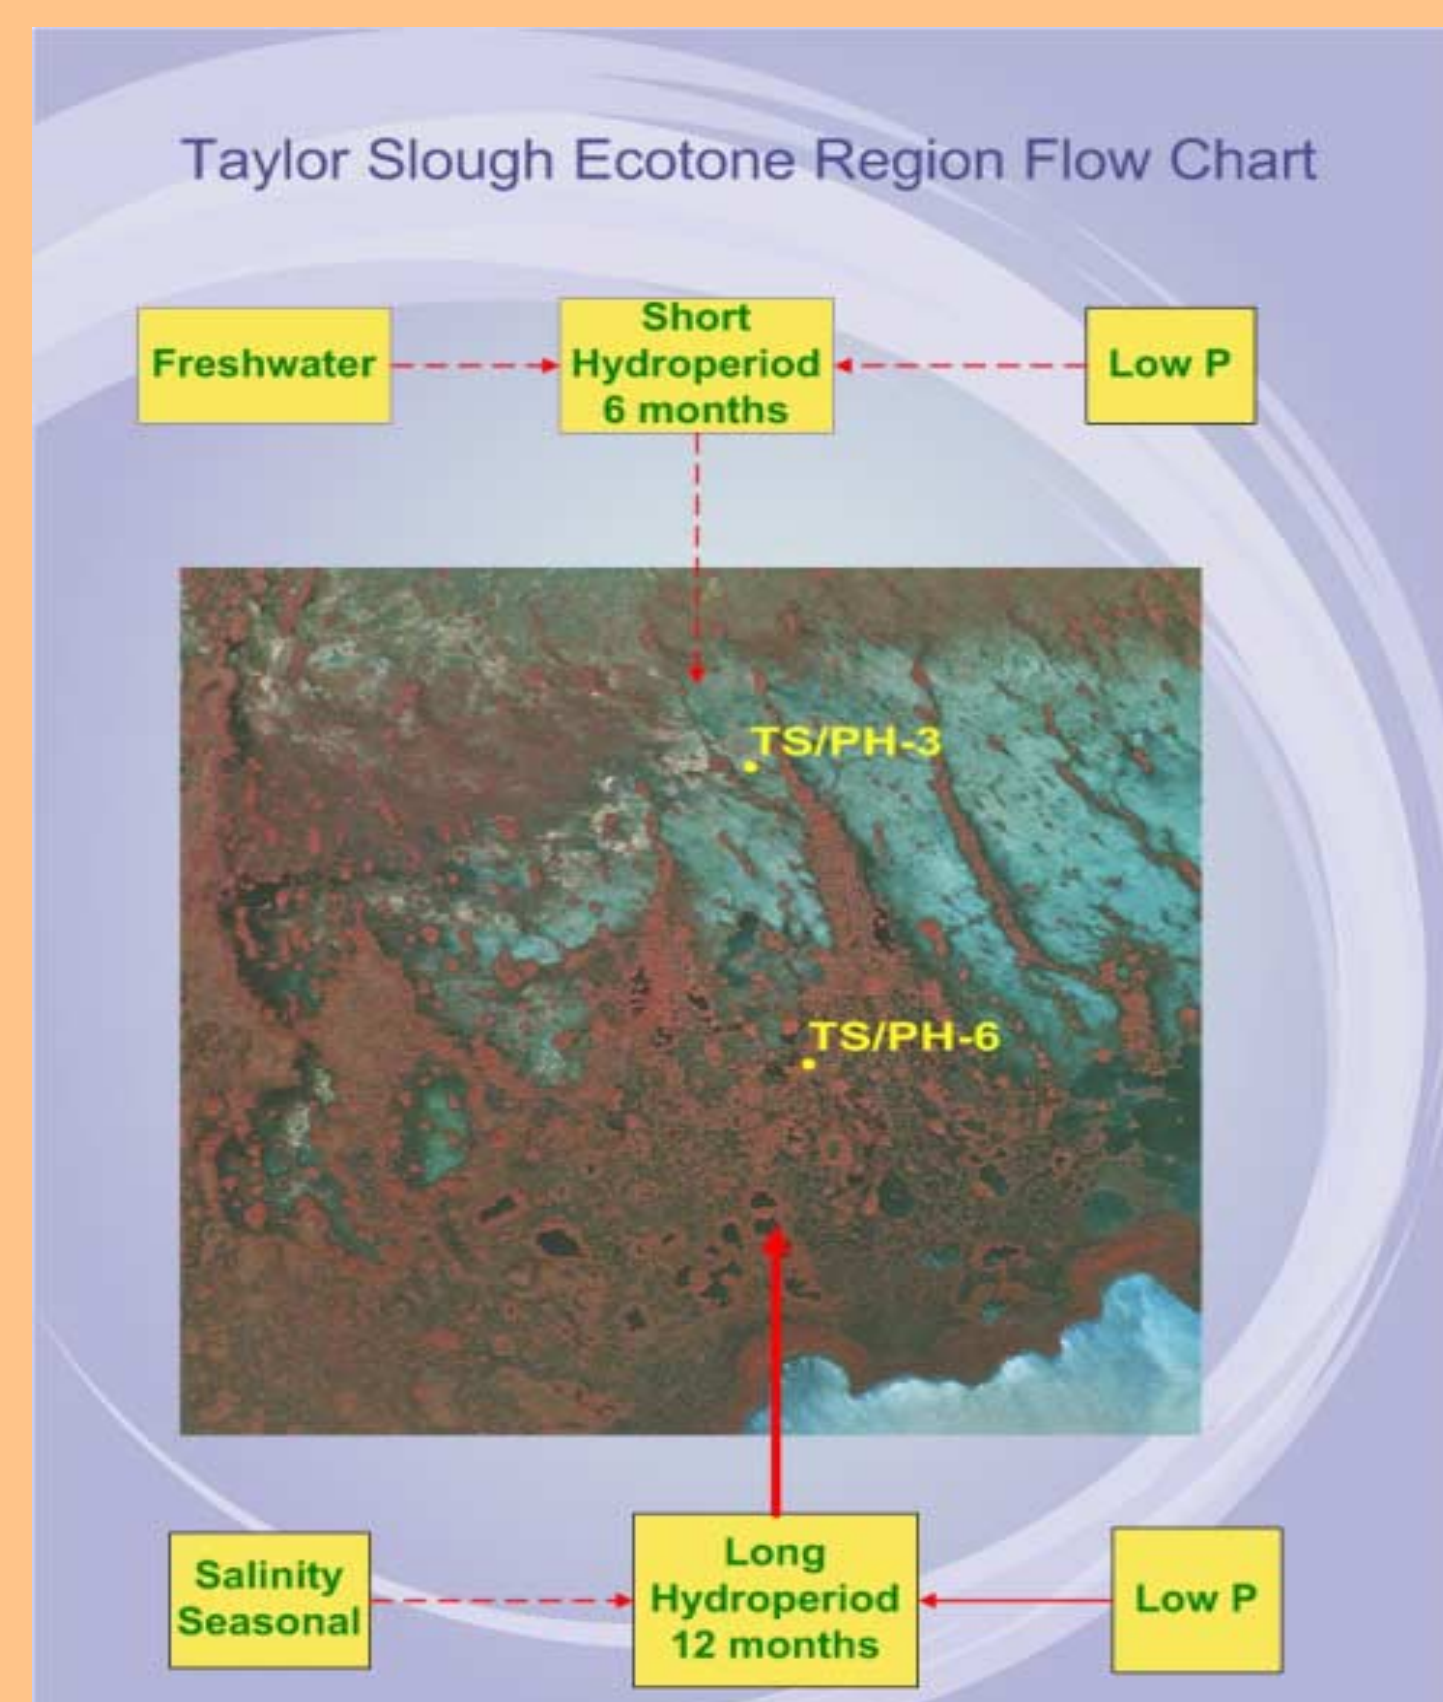 Taylor Slough Ecotone Region Flow Chart
Freshwater
Short
Hydroperiod
6 months
Low P
TS/PH-3
TS/PH-6
Salinity
Seasonal
Long
Hydroperiod
12 months
Low P